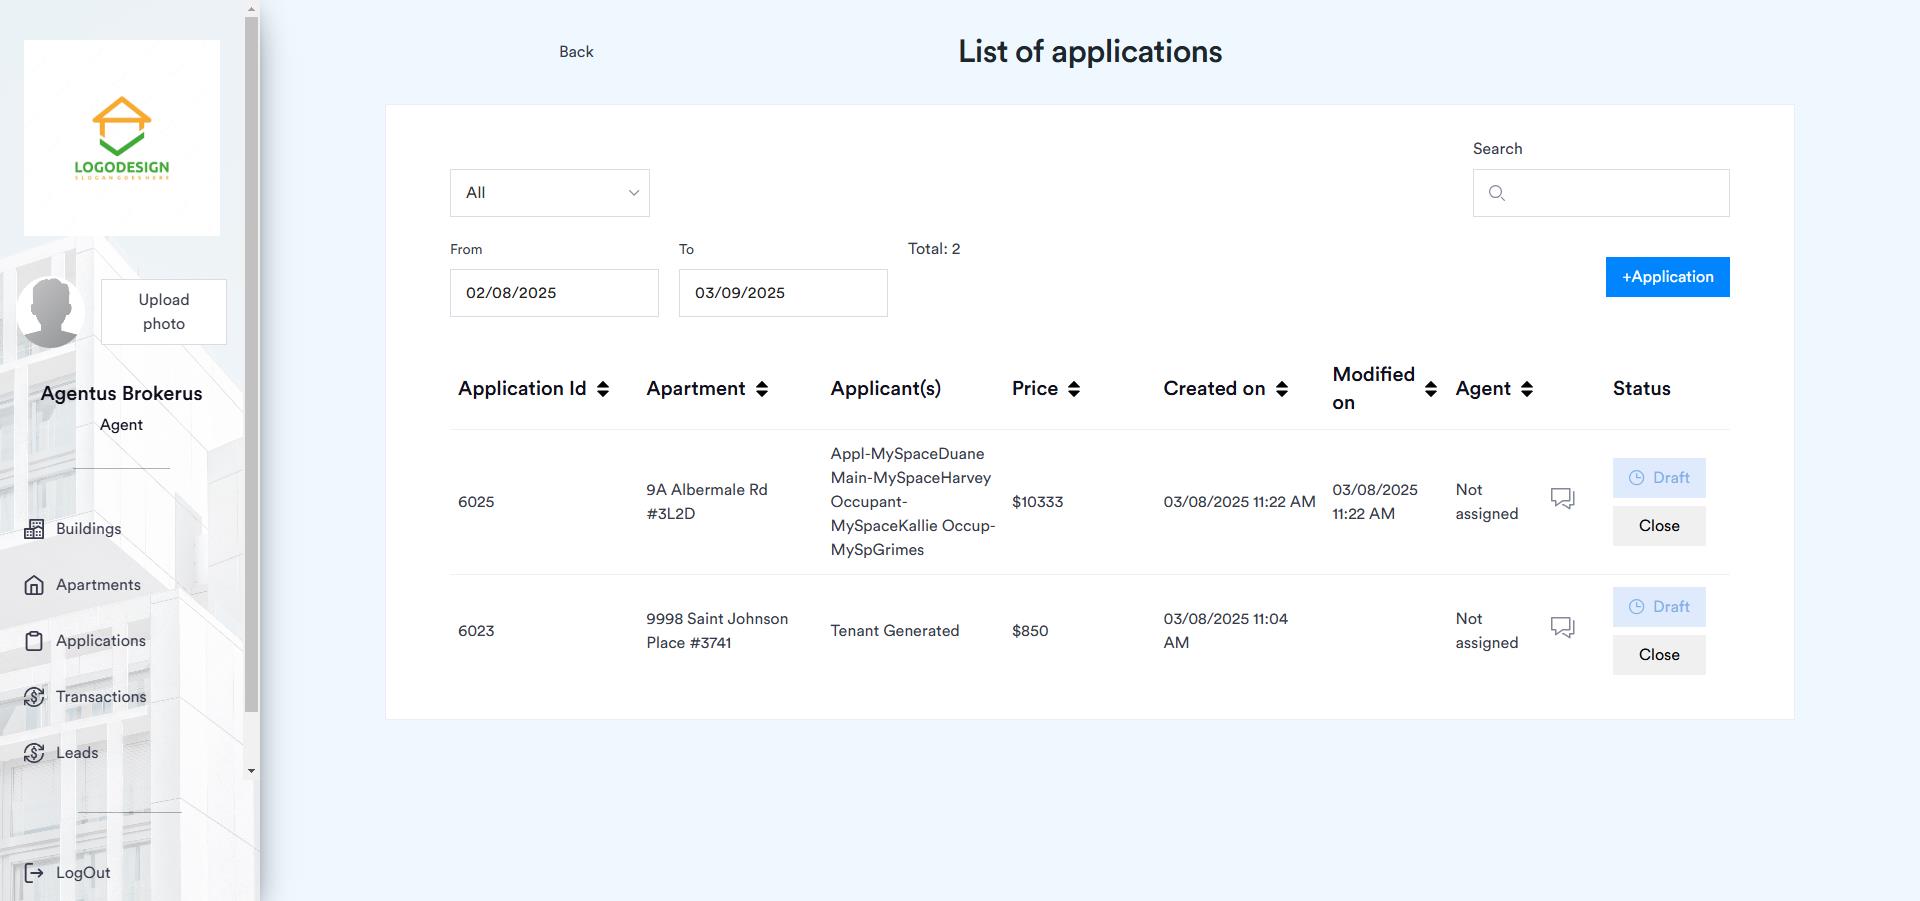 LOGODESIGN
SLOGANGOESHERE
Upload
photo
Agentus Brokerus
Agent
Buildings
Apartments
Applications
Transactions
Leads
LogOut
Back
List of applications
Search
All
From
To
Total: 2
02/08/2025
03/09/2025
+Application
Application Id
Apartment
Applicant(s)
Price
Created on
Modified
on
Agent
Status
6025
9A Albermale Rd
#3L2D
Appl-MySpaceDuane
Main-MySpaceHarvey
Occupant-
MySpaceKallie Occup-
MySpGrimes
$10333
03/08/2025 11:22 AM
03/08/2025
11:22 AM
Not
assigned
Draft
Close
6023
9998 Saint Johnson
Place #3741
Tenant Generated
$850
03/08/2025 11:04
AM
Not
assigned
Draft
Close